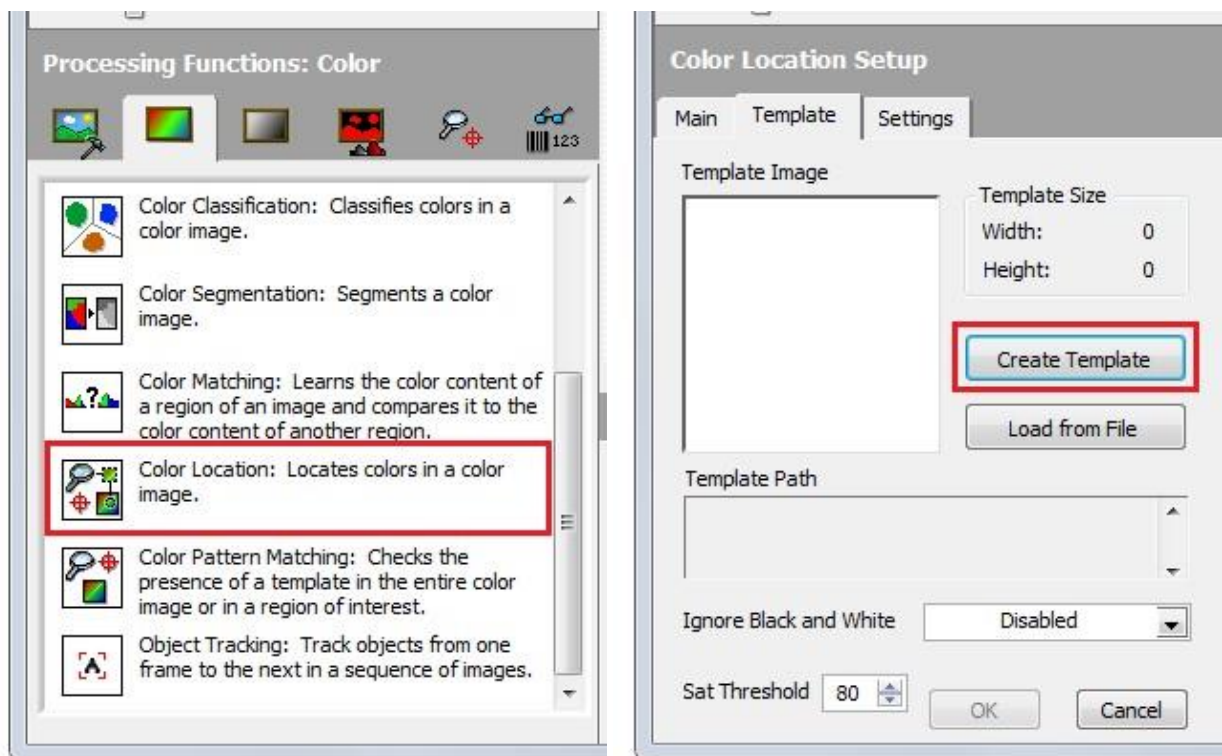 Processing Functions: Color
123
Color Classification: Classifies colors in a
color image.
Color Segmentation: Segments a color
image.
Color Matching: Learns the color content of
a region of an image and compares it to the
color content of another region.
Color Location: Locates colors in a color
image.
Color Pattern Matching: Checks the
presence of a template in the entire color
image or in a region of interest.
Object Tracking: Track objects from one
frame to the next in a sequence of images.
Color Location Setup
Main Template Settings
Template Image
Template Size
Width: 0
Height: 0
Create Template
Load from File
Template Path
Ignore Black and White Disabled
Sat Threshold 80
OK Cancel